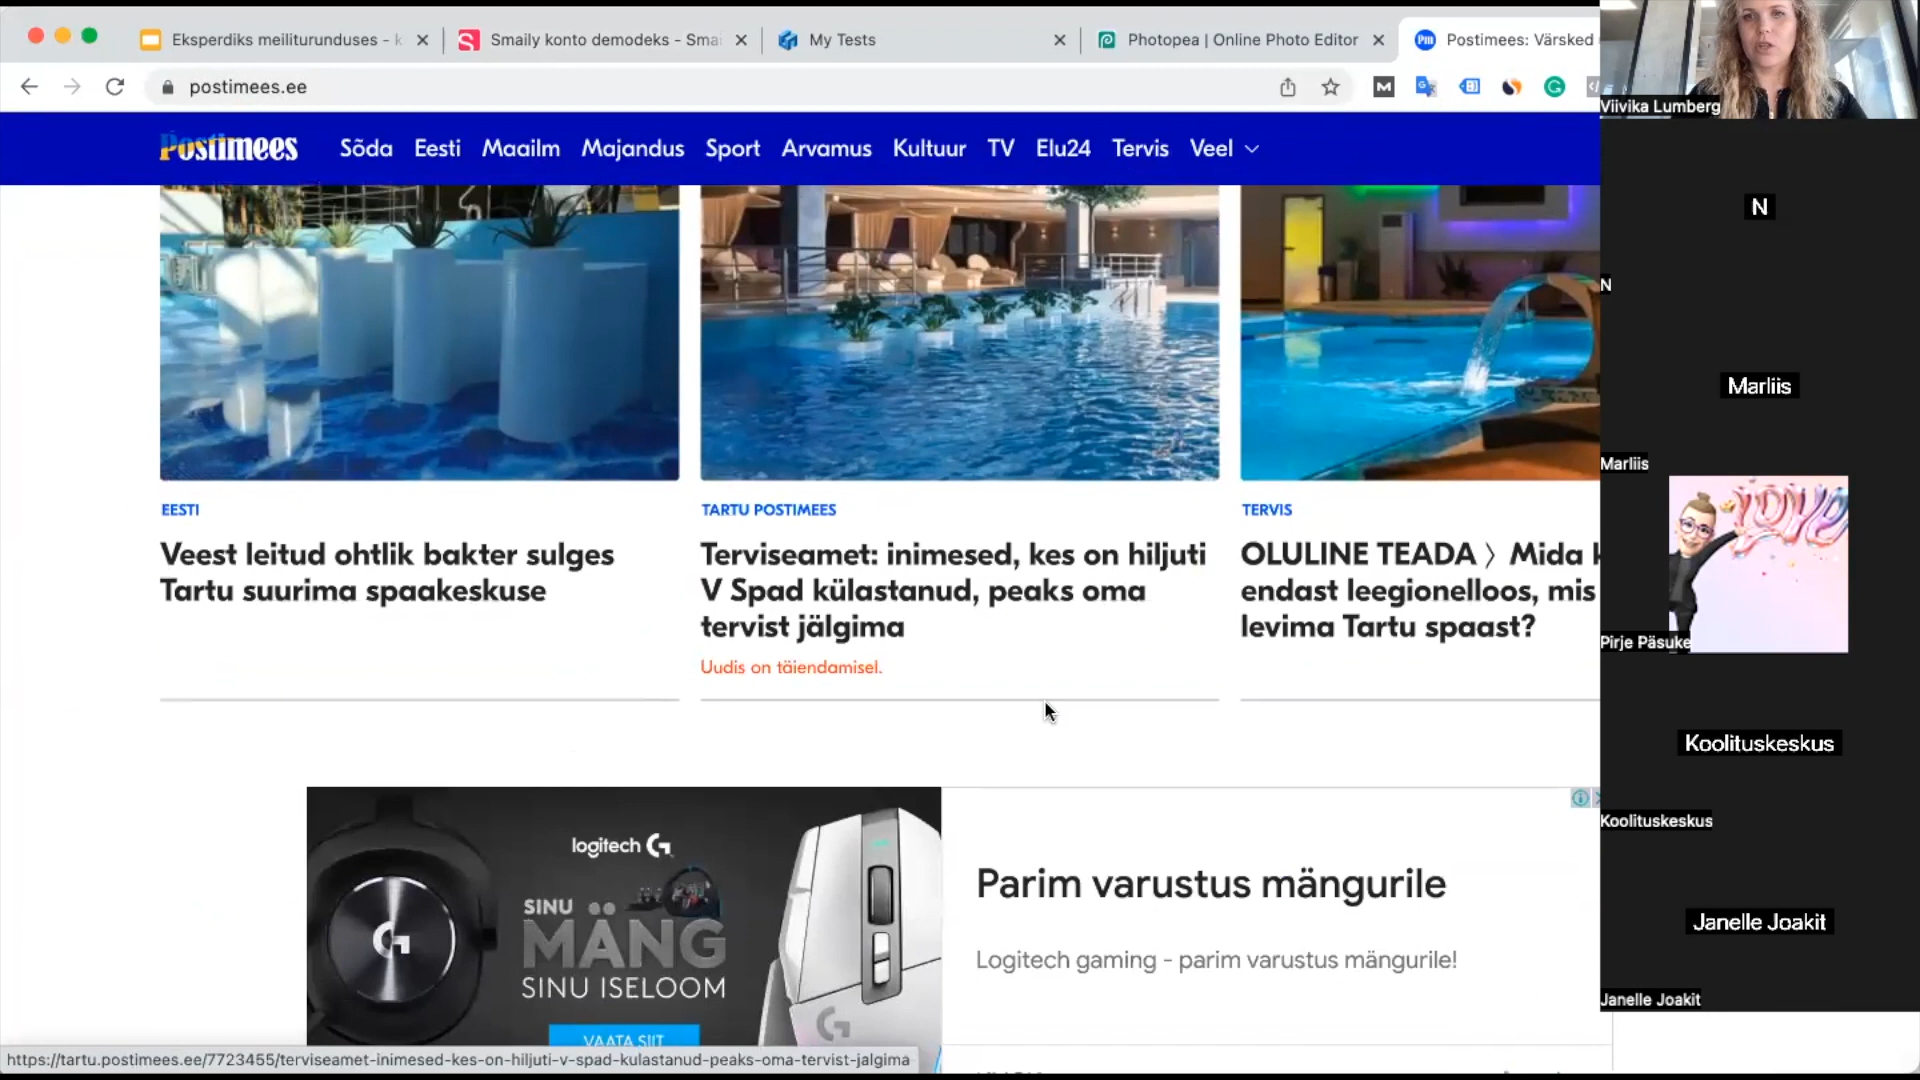 Eksperdiks meiliturunduses - k
Smaily konto demodeks - Smai
My Tests
Photopea | Online Photo Editor
Pm
Postimees: Värsked
postimees.ee
Postimees
Sõda
Eesti
Maailm
Majandus
Sport
Arvamus
Kultuur
TV
Elu24
Tervis
Veel
EESTI
Veest leitud ohtlik bakter sulges
Tartu suurima spaakeskuse
TARTU POSTIMEES
Terviseamet: inimesed, kes on hiljuti
V Spad külastanud, peaks oma
tervist jälgima
Uudis on täiendamisel.
TERVIS
OLULINE TEADA 〉 Mida k
endast leegionelloos, mis
levima Tartu spaast?
logitech G
SINU
MÄNG
SINU ISELOOM
VAATA SIIT
Parim varustus mängurile
Logitech gaming - parim varustus mängurile!
https://tartu.postimees.ee/7723455/terviseamet-inimesed-kes-on-hiljuti-v-spad-kulastanud-peaks-oma-tervist-jalgima
Viivika Lumberg
N
N
Marliis
Marliis
Pirje Päsuke
Koolituskeskus
Koolituskeskus
Janelle Joakit
Janelle Joakit